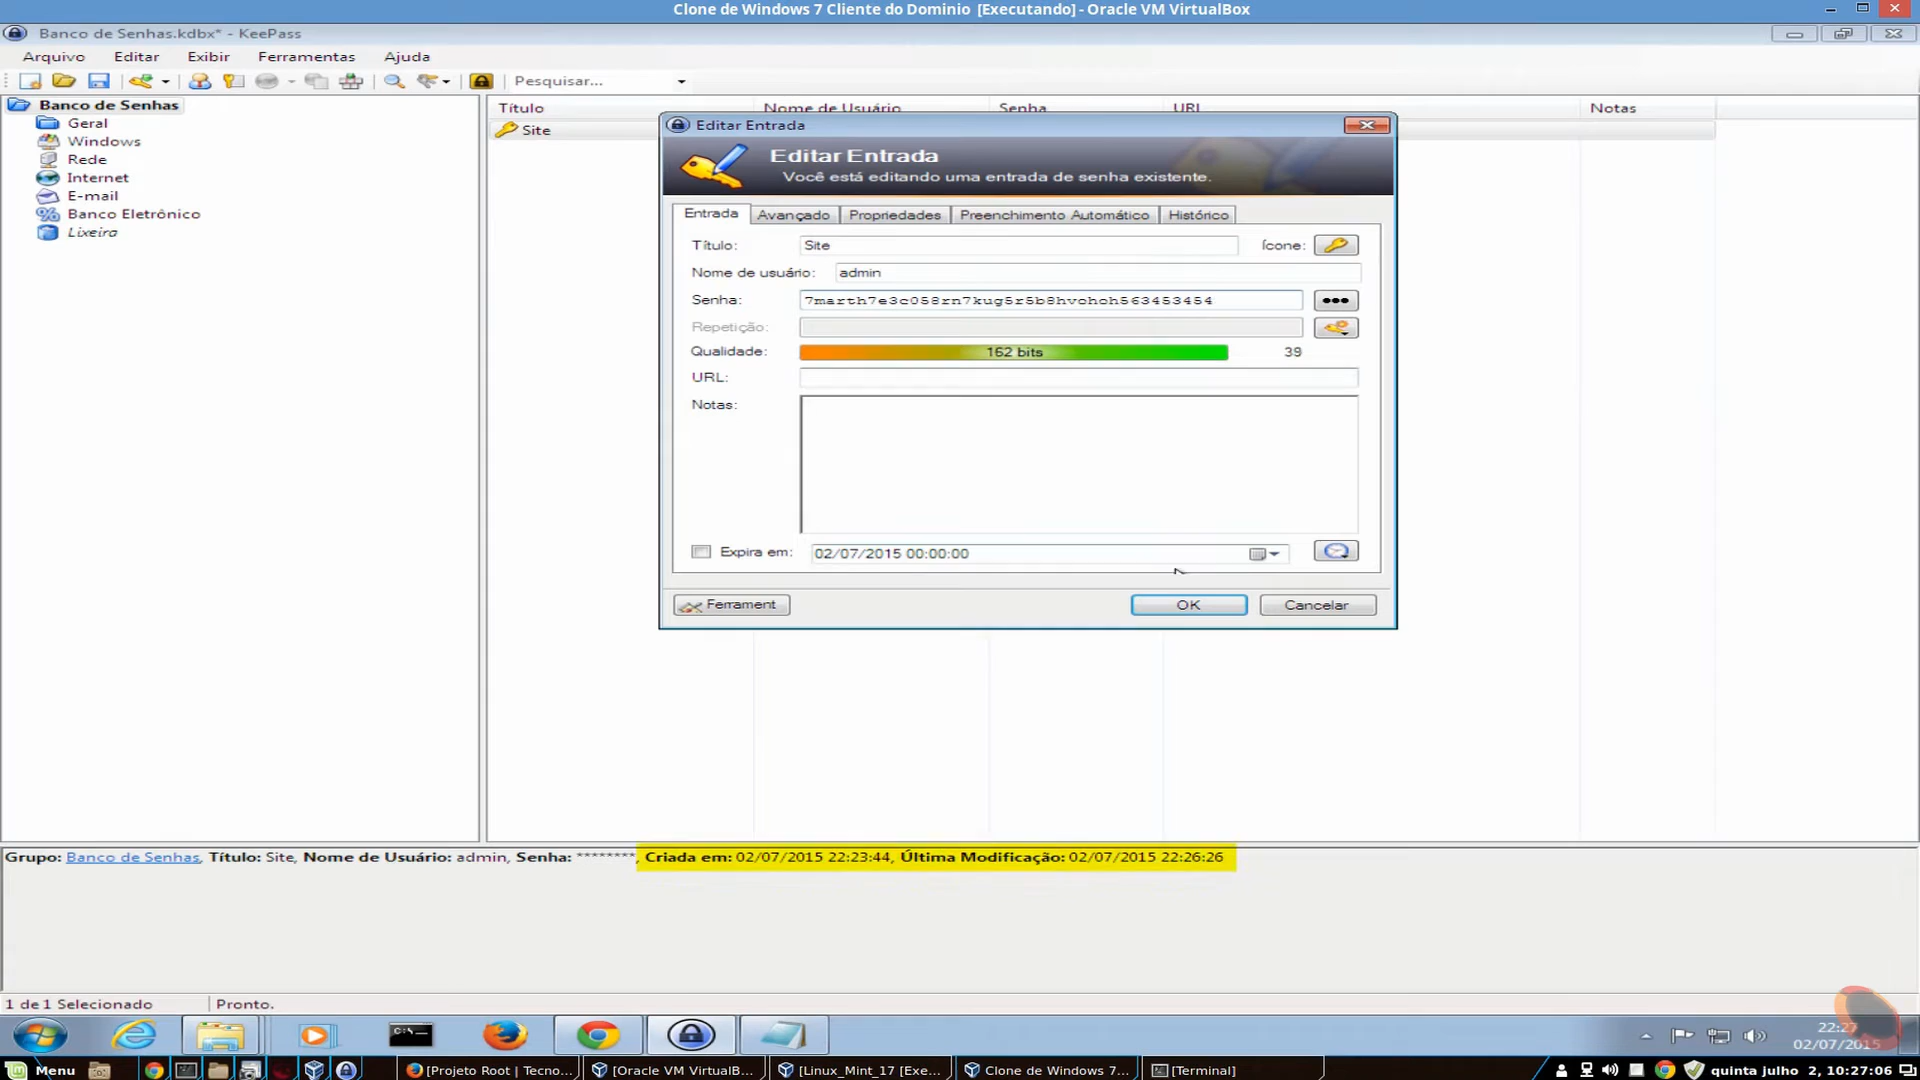 Clone de Windows 7 Cliente do Dominio [Executando] - Oracle VM VirtualBox
Banco de Senhas.kdbx* - KeePass
Arquivo Editar Exibir Ferramentas Ajuda
Pesquisar...
Banco de Senhas
Geral
Windows
Rede
Internet
E-mail
Banco Eletrônico
Lixeira
Título Nome de Usuário Senha URL Notas
Site
Editar Entrada
Editar Entrada
Você está editando uma entrada de senha existente.
Entrada Avançado Propriedades Preenchimento Automático Histórico
Título: Site Ícone:
Nome de usuário: admin
Senha: 7marth7e3c058rn7kug5r5b8hvohoh563453454
Repetição:
Qualidade: 162 bits 39
URL:
Notas:
Expira em: 02/07/2015 00:00:00
Ferrament OK Cancelar
Grupo: Banco de Senhas, Título: Site, Nome de Usuário: admin, Senha: ********, Criada em: 02/07/2015 22:23:44, Última Modificação: 02/07/2015 22:26:26
1 de 1 Selecionado Pronto.
22:27
02/07/2015
Menu [Projeto Root | Tecno... [Oracle VM VirtualB... [Linux_Mint_17 [Exe... Clone de Windows 7... [Terminal] quinta julho 2, 10:27:06